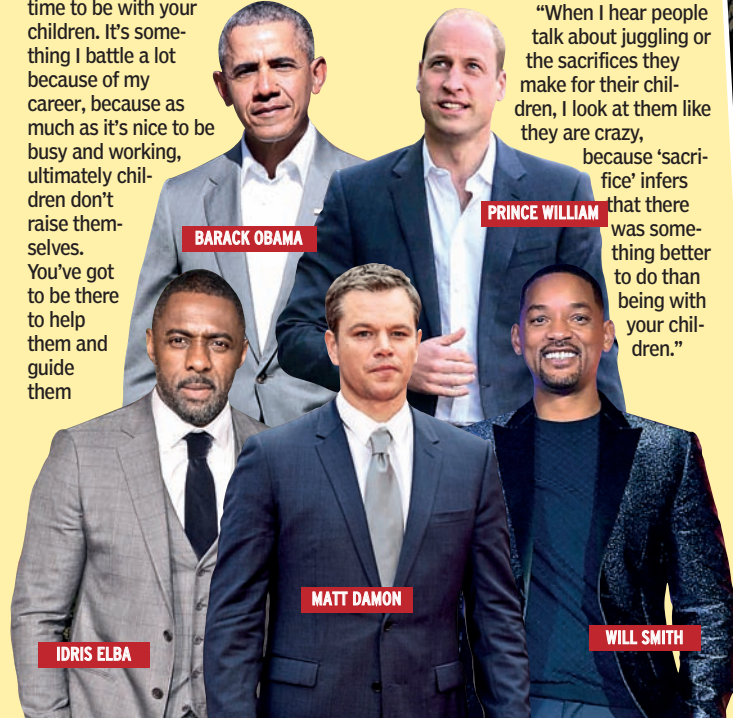 time to be with your
children. It's some-
thing I battle a lot
because of my
career, because as
much as it's nice to be
busy and working,
ultimately chil-
dren don't
raise them-
selves.
You've got
to be there
to help
them and
guide
them
“When I hear people
talk about juggling or
the sacrifices they
make for their chil-
dren, I look at them like
they are crazy,
because ‘sacri-
fice’ infers
that there
was some-
thing better
to do than
being with
your chil-
dren.”
BARACK OBAMA
PRINCE WILLIAM
MATT DAMON
WILL SMITH
IDRIS ELBA